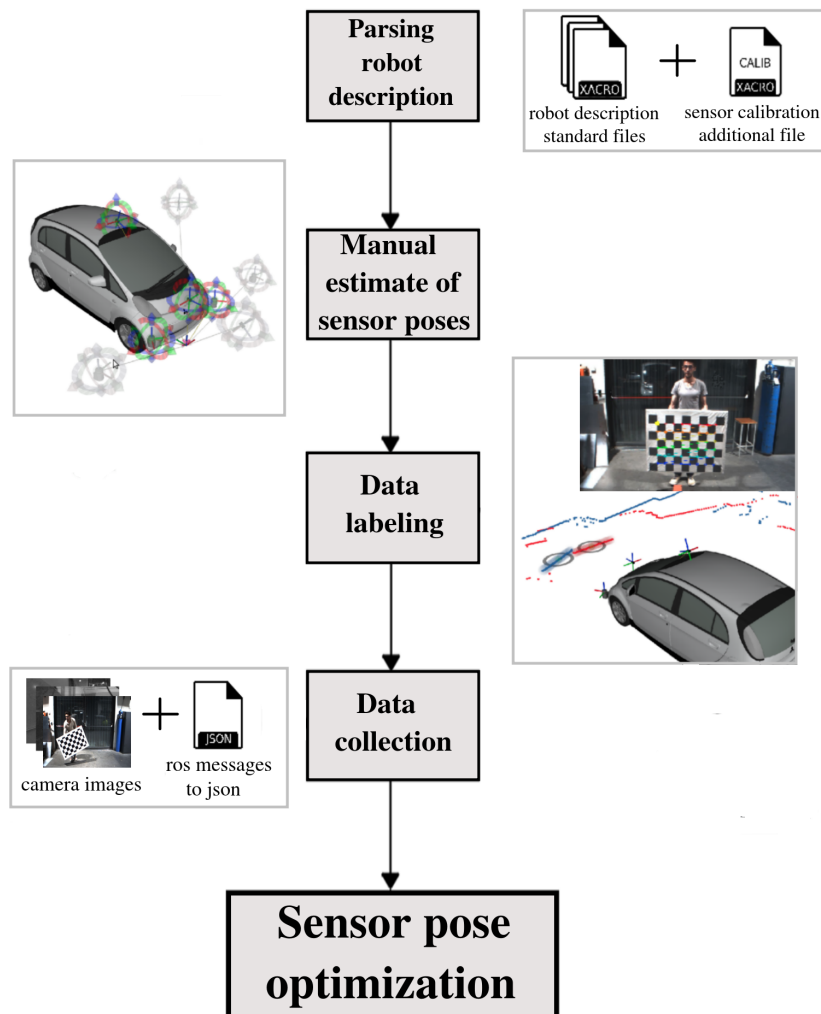 Parsing
robot
description
XACRO
CALIB
XACRO
robot description
standard files
sensor calibration
additional file
Manual
estimate of
sensor poses
Data
labeling
Data
collection
JSON
camera images
ros messages
to json
Sensor pose
optimization